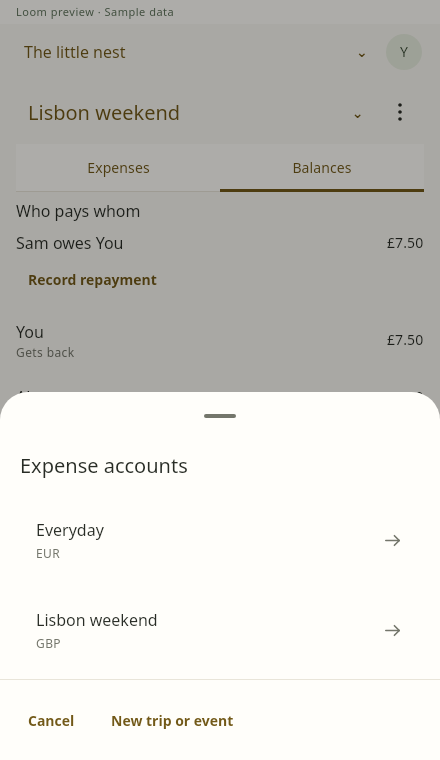 Loom preview · Sample data
The little nest
Y
Lisbon weekend
Expenses
Balances
Who pays whom
Sam owes You
£7.50
Record repayment
You
£7.50
Gets back
Expense accounts
Everyday
EUR
Lisbon weekend
GBP
Cancel
New trip or event